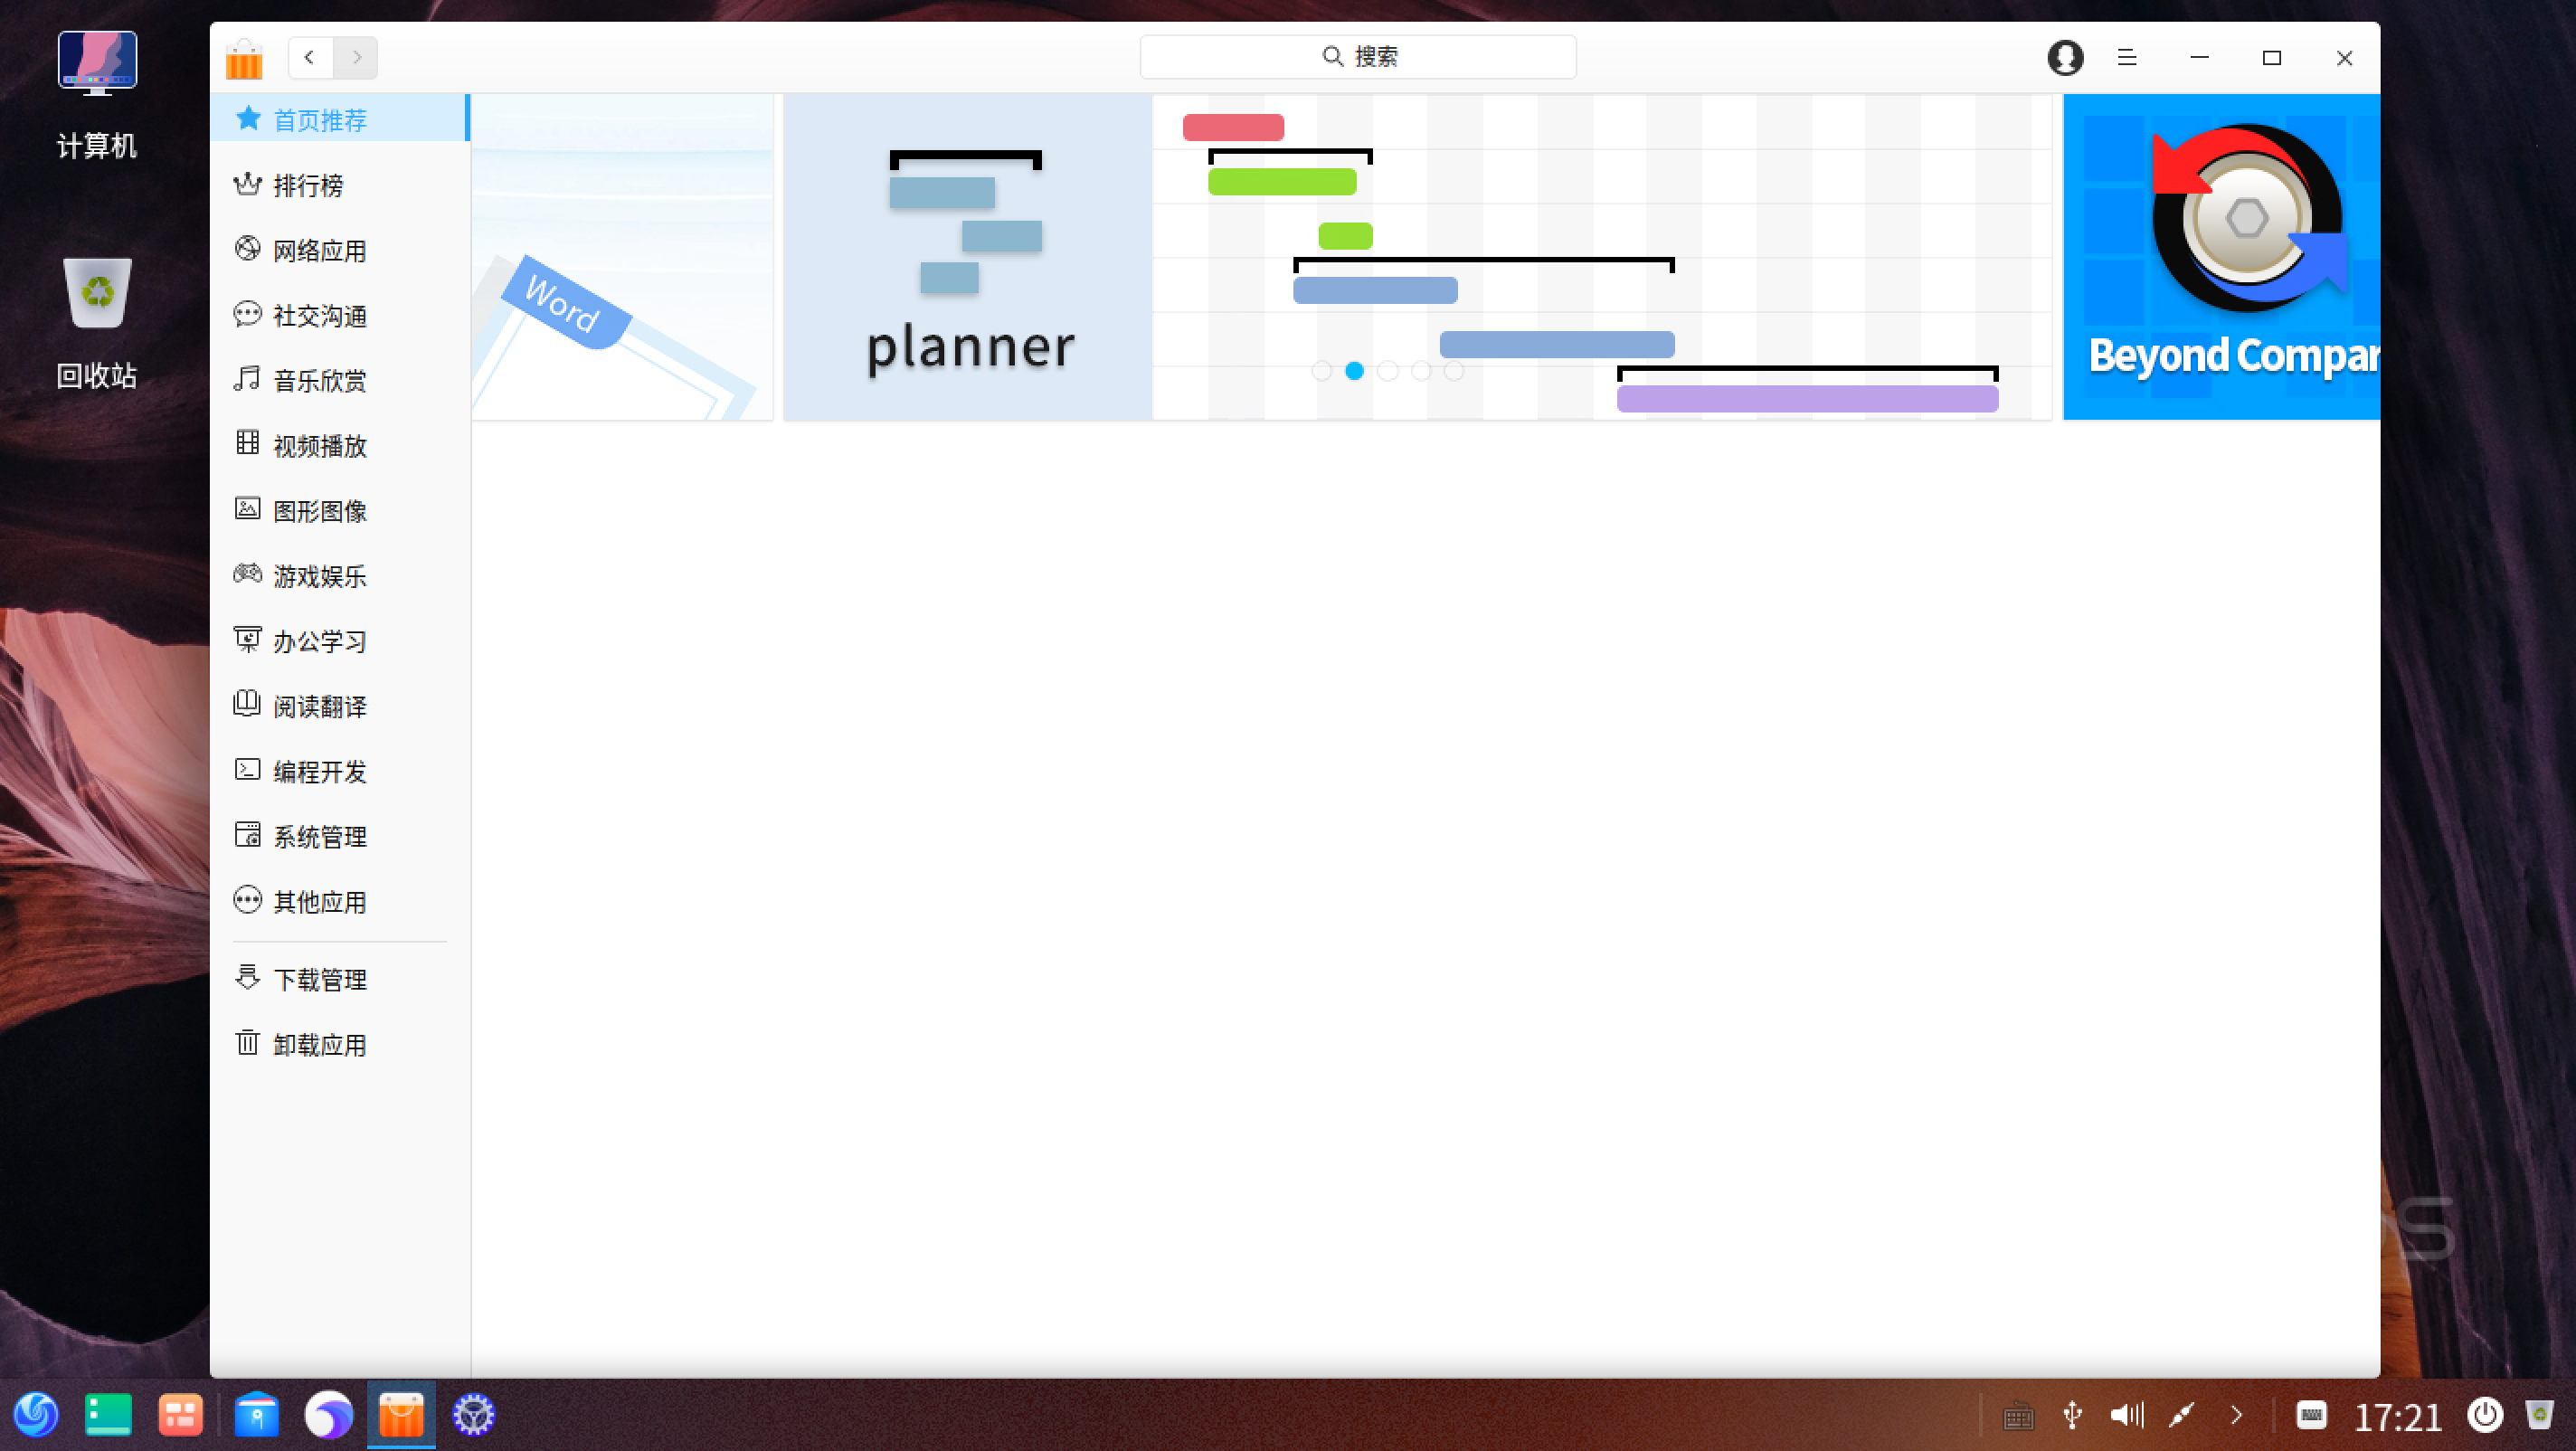 计算机
回收站
搜索
首页推荐
排行榜
网络应用
社交沟通
音乐欣赏
视频播放
图形图像
游戏娱乐
办公学习
阅读翻译
编程开发
系统管理
其他应用
下载管理
卸载应用
Word
planner
Beyond Compar
17:21